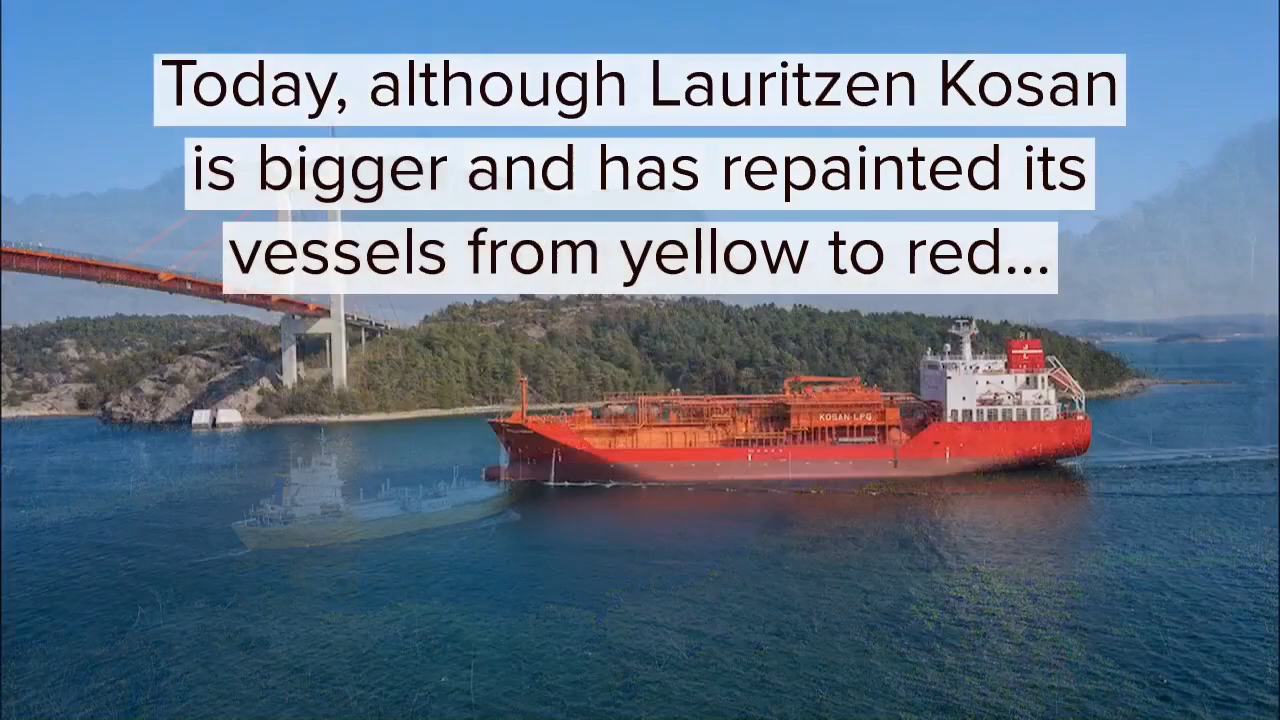 Today, although Lauritzen Kosan
is bigger and has repainted its
vessels from yellow to red...
KOSAN LPG